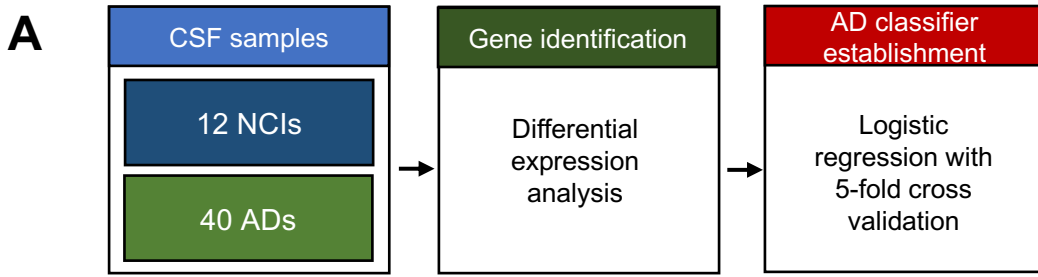 A
CSF samples
12 NCIs
40 ADs
Gene identification
Differential
expression
analysis
AD classifier
establishment
Logistic
regression with
5-fold cross
validation